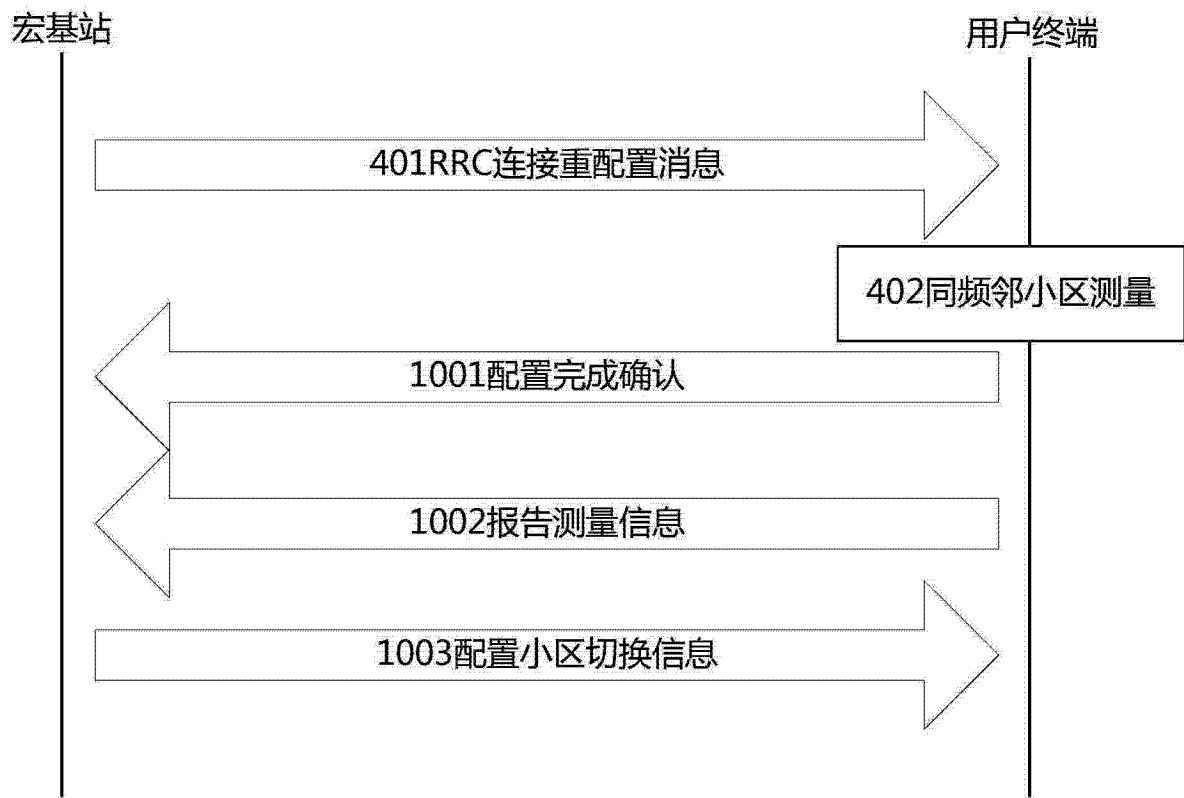 宏基站
用户终端
401RRC连接重配置消息
402同频邻小区测量
1001配置完成确认
1002报告测量信息
1003配置小区切换信息